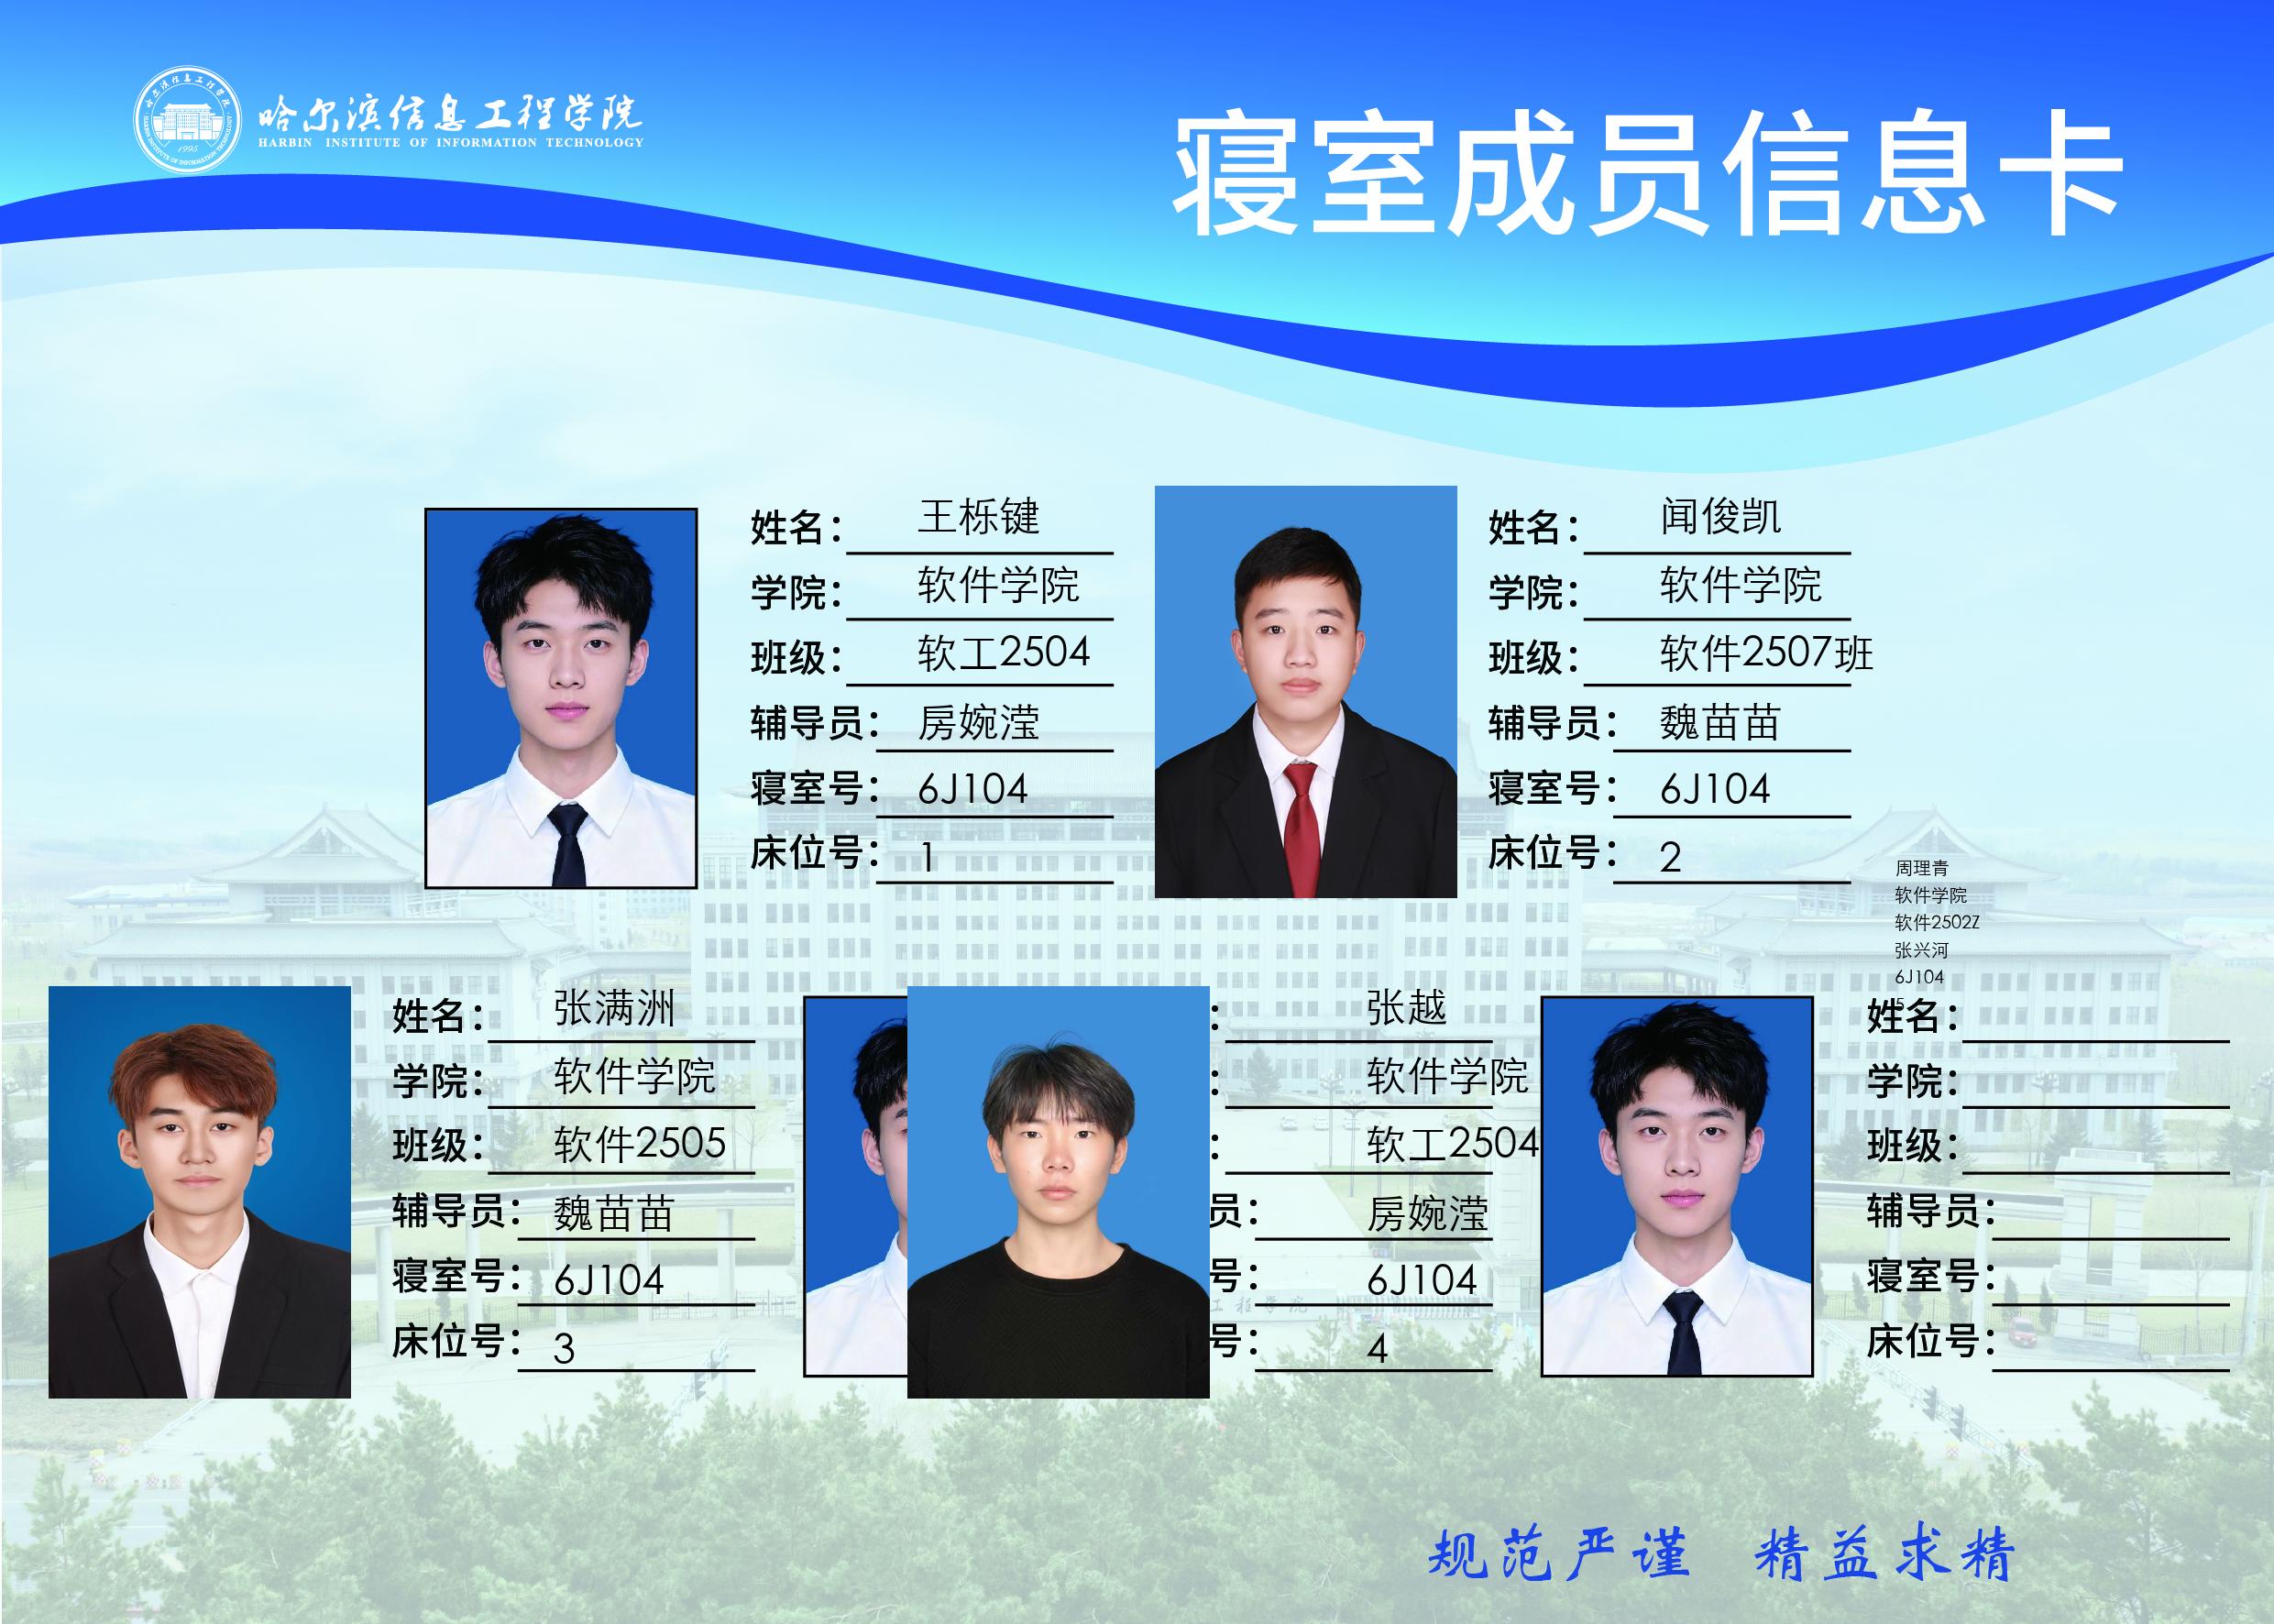 哈尔滨信息工程学院
HARBIN INSTITUTE OF INFORMATION TECHNOLOGY
1995
寝室成员信息卡
姓名： 王栎键
学院： 软件学院
班级： 软工2504
辅导员： 房婉滢
寝室号： 6J104
床位号： 1
姓名： 闻俊凯
学院： 软件学院
班级： 软件2507班
辅导员： 魏苗苗
寝室号： 6J104
床位号： 2
姓名： 张满洲
学院： 软件学院
班级： 软件2505
辅导员： 魏苗苗
寝室号： 6J104
床位号： 3
： 张越
： 软件学院
： 软工2504
员： 房婉滢
号： 6J104
号： 4
周理青
软件学院
软件2502Z
张兴河
6J104
5
姓名：
学院：
班级：
辅导员：
寝室号：
床位号：
规范严谨 精益求精